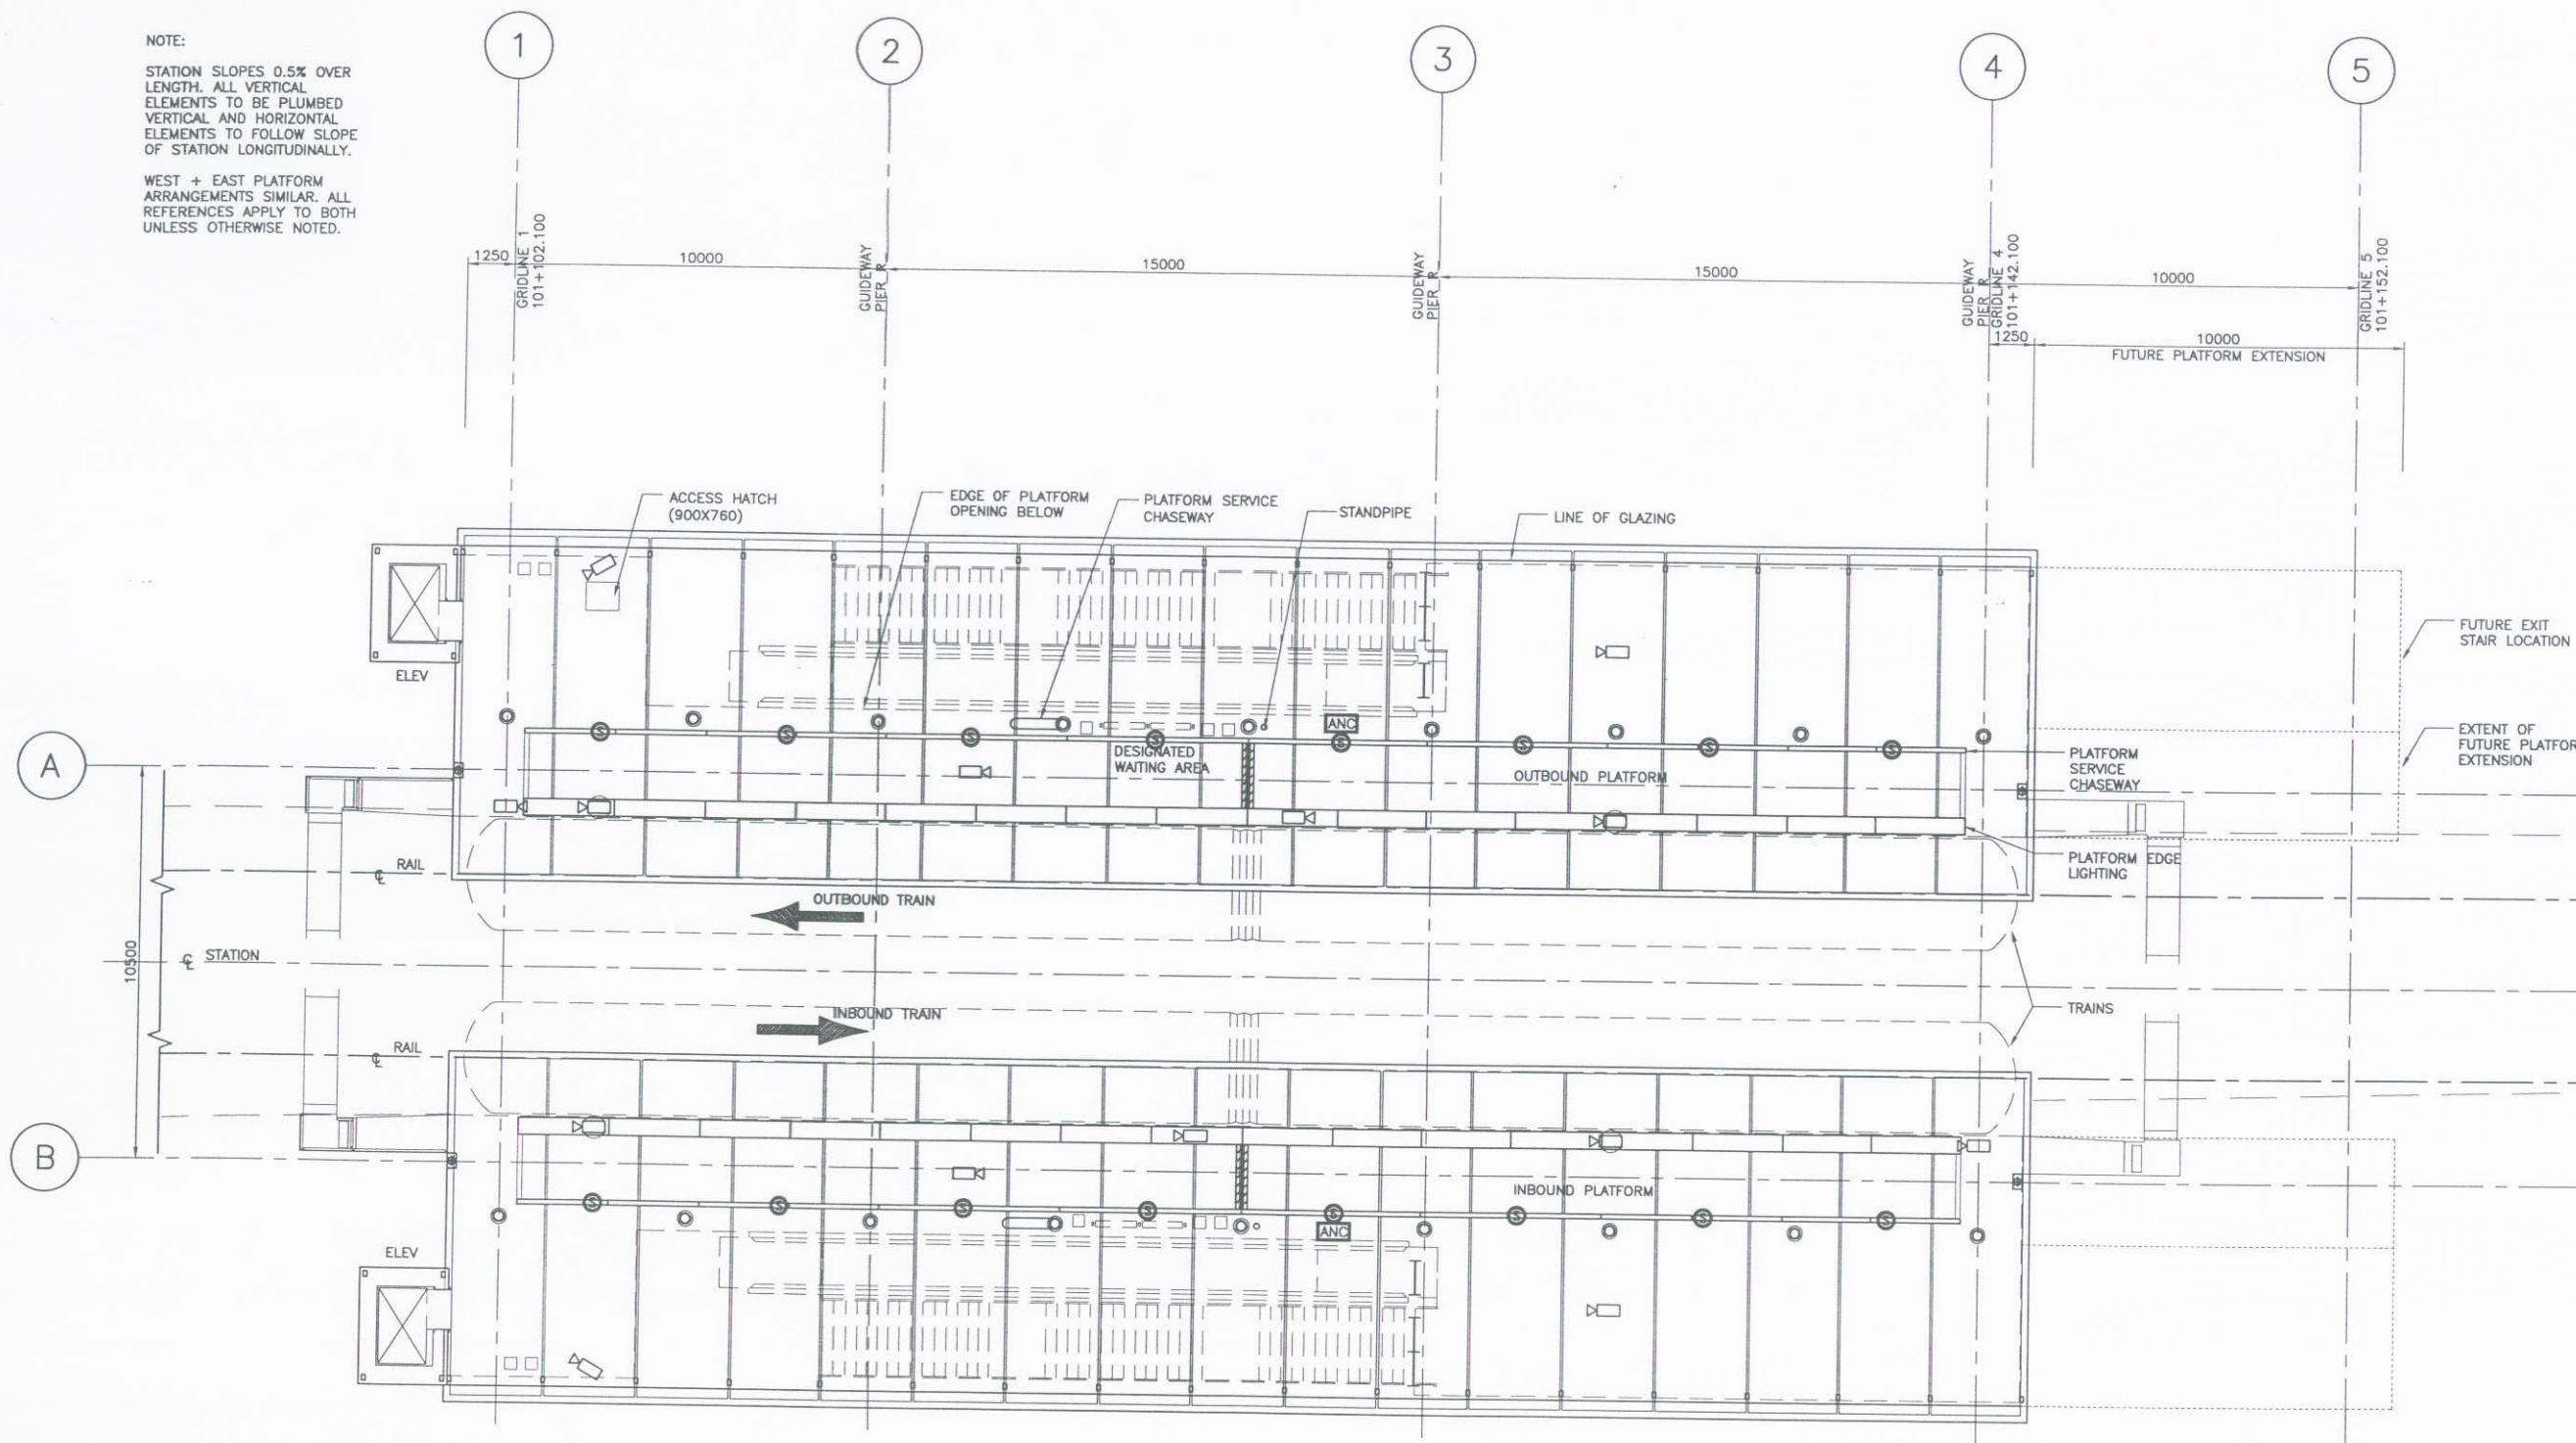 NOTE:
STATION SLOPES 0.5% OVER
LENGTH. ALL VERTICAL
ELEMENTS TO BE PLUMBED
VERTICAL AND HORIZONTAL
ELEMENTS TO FOLLOW SLOPE
OF STATION LONGITUDINALLY.
WEST + EAST PLATFORM
ARRANGEMENTS SIMILAR. ALL
REFERENCES APPLY TO BOTH
UNLESS OTHERWISE NOTED.
1
2
3
4
5
1250
GRIDLINE 1
101+102.100
10000
GUIDEWAY
PIER
15000
GUIDEWAY
PIER
15000
GUIDEWAY
PIER
GRIDLINE 4
101+142.100
10000
GRIDLINE 5
101+152.100
1250
10000
FUTURE PLATFORM EXTENSION
ACCESS HATCH
(900X760)
EDGE OF PLATFORM
OPENING BELOW
PLATFORM SERVICE
CHASEWAY
STANDPIPE
LINE OF GLAZING
FUTURE EXIT
STAIR LOCATION
ELEV
ANC
S S S S S S S S
DESIGNATED
WAITING AREA
OUTBOUND PLATFORM
PLATFORM
SERVICE
CHASEWAY
EXTENT OF
FUTURE PLATFOR
EXTENSION
A
RAIL
PLATFORM EDGE
LIGHTING
OUTBOUND TRAIN
10500
STATION
INBOUND TRAIN
TRAINS
RAIL
B
INBOUND PLATFORM
S S S S S S S S
ANC
ELEV